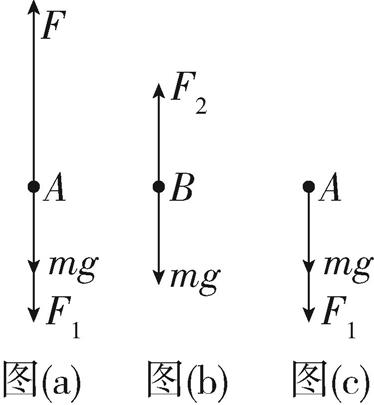 F
F₂
A B A
mg mg mg
F₁ F₁
图(a) 图(b) 图(c)